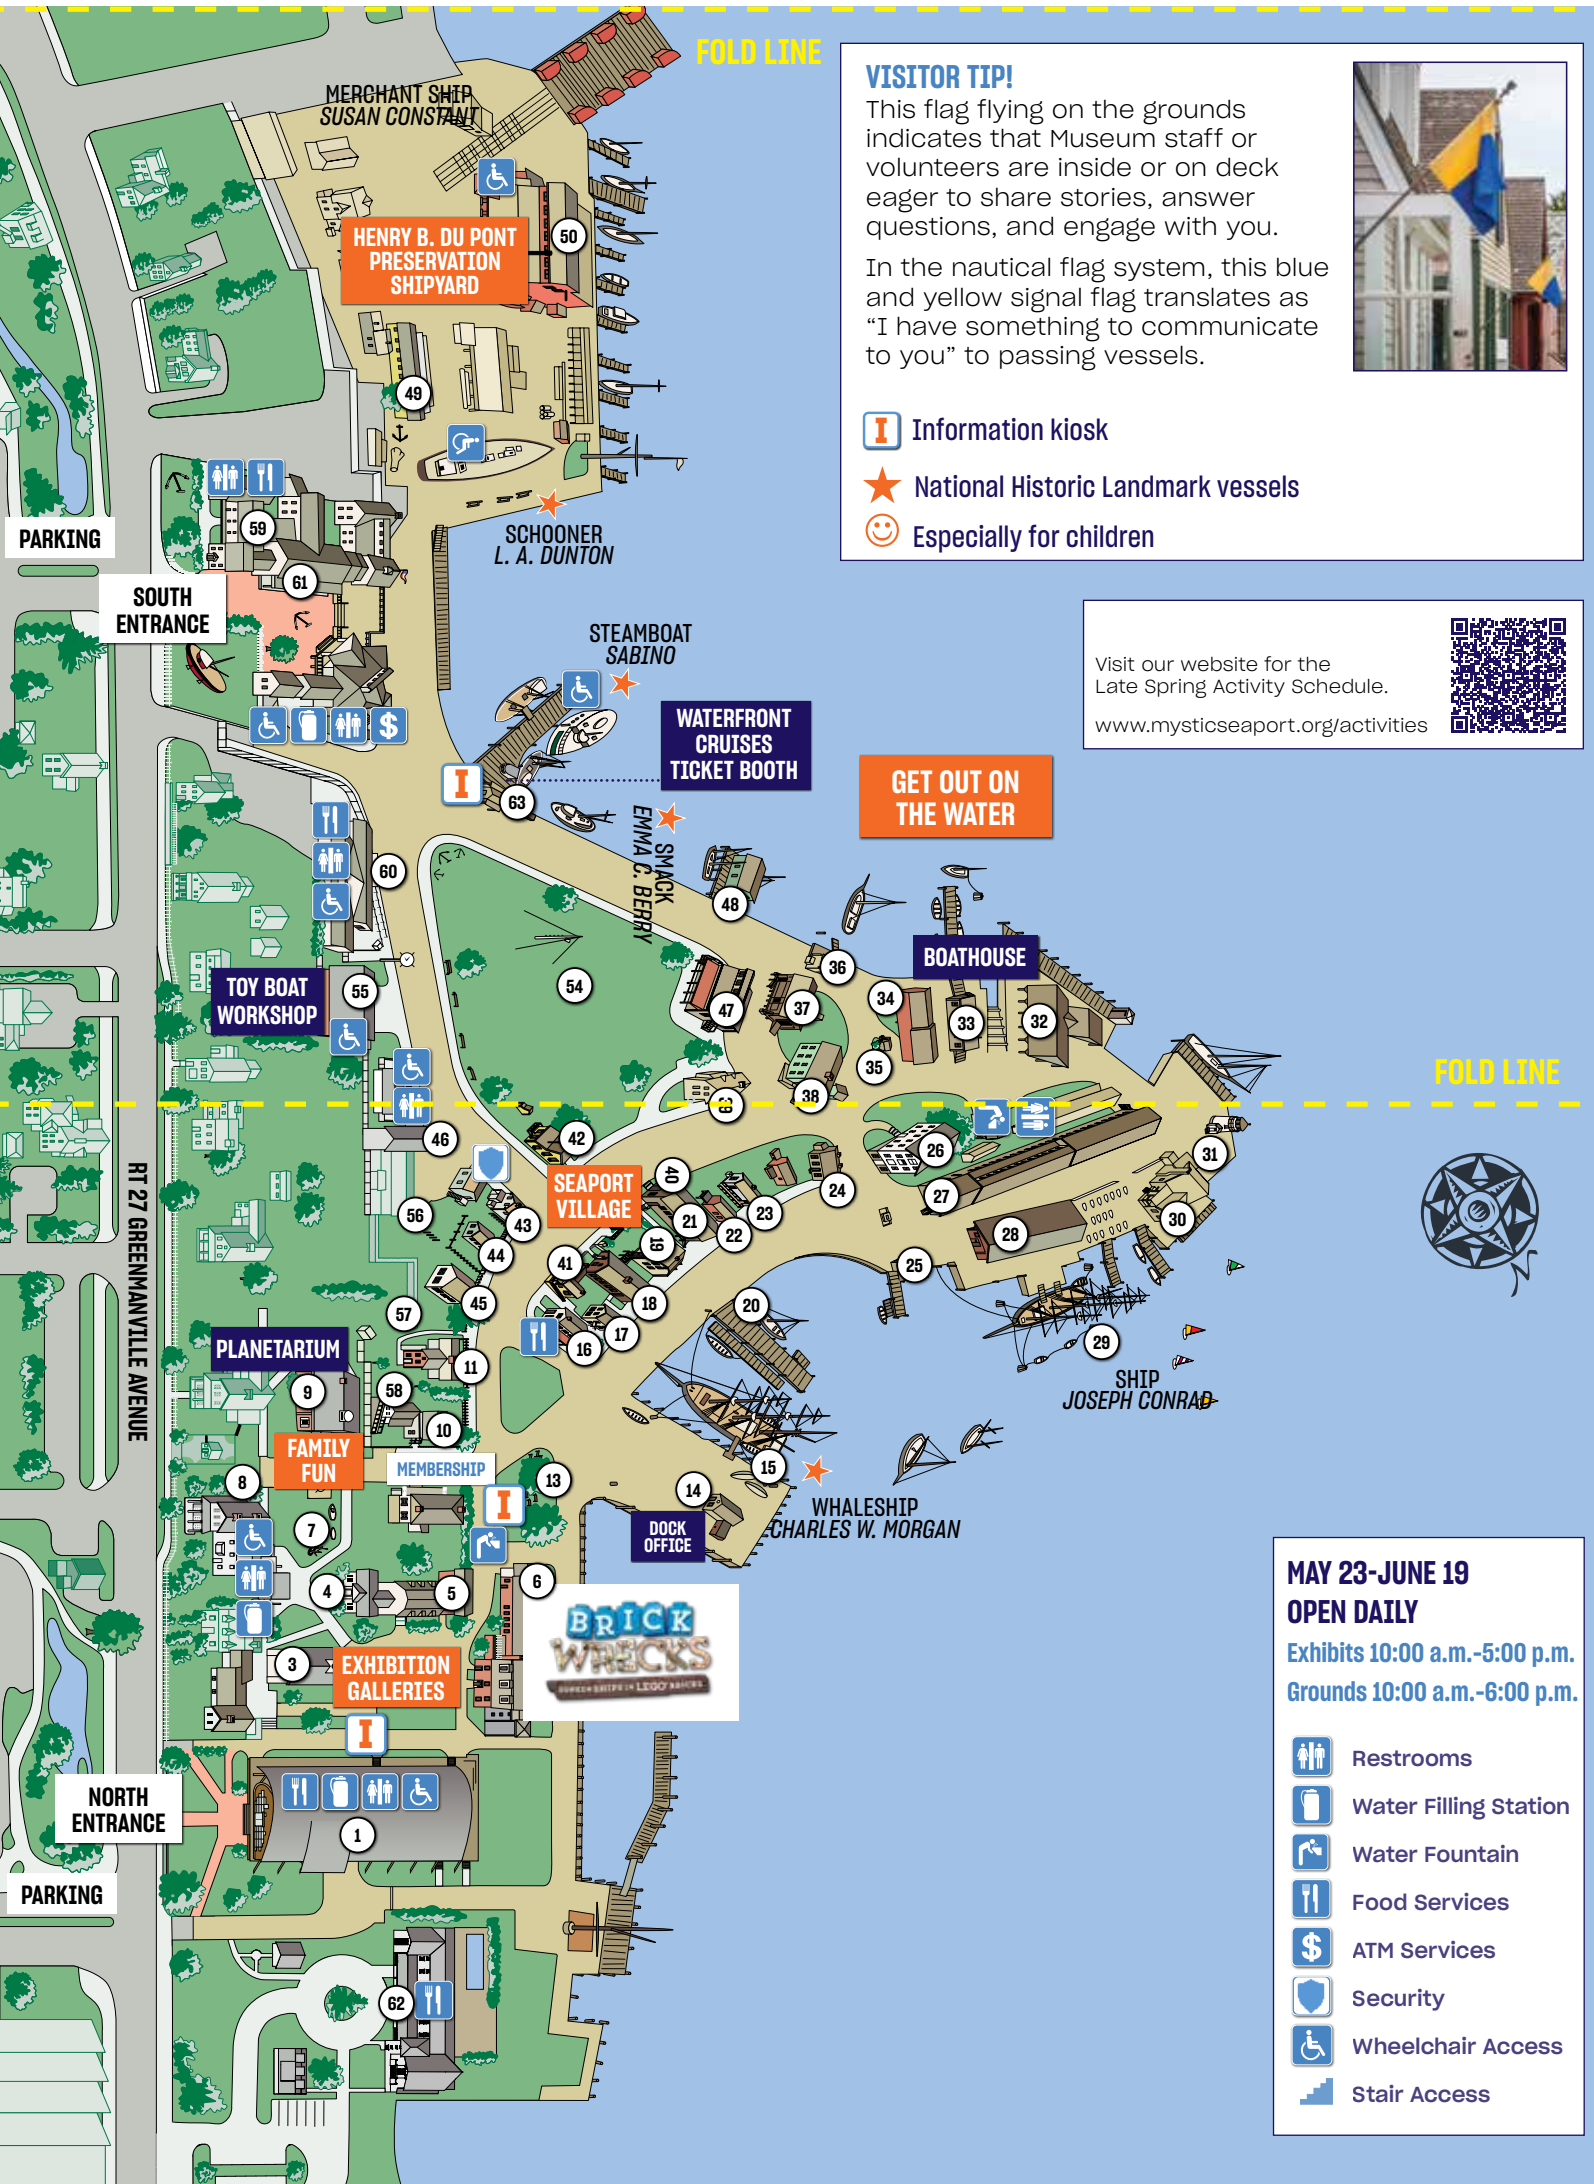 FOLD LINE
MERCHANT SHIP
SUSAN CONSTANT
HENRY B. DU PONT
PRESERVATION
SHIPYARD
50
49
VISITOR TIP!
This flag flying on the grounds
indicates that Museum staff or
volunteers are inside or on deck
eager to share stories, answer
questions, and engage with you.
In the nautical flag system, this blue
and yellow signal flag translates as
“I have something to communicate
to you” to passing vessels.
I Information kiosk
National Historic Landmark vessels
Especially for children
PARKING
59
61
SOUTH
ENTRANCE
SCHOONER
L. A. DUNTON
STEAMBOAT
SABINO
$
WATERFRONT
CRUISES
TICKET BOOTH
I
63
Visit our website for the
Late Spring Activity Schedule.
www.mysticseaport.org/activities
GET OUT ON
THE WATER
SMACK
EMMA C. BERRY
60
48
54
36
BOATHOUSE
TOY BOAT
WORKSHOP
55
47
37
34
33
32
35
38
FOLD LINE
39
46
42
26
31
SEAPORT
VILLAGE
40
24
27
56
43
21
23
22
30
28
44
19
41
25
45
18
57
20
17
16
29
SHIP
JOSEPH CONRAD
RT 27 GREENMANVILLE AVENUE
PLANETARIUM
11
9
58
10
FAMILY
FUN
MEMBERSHIP
8
13
15
14
I
WHALESHIP
CHARLES W. MORGAN
7
DOCK
OFFICE
4
5
6
BRICK
WRECKS
3
EXHIBITION
GALLERIES
I
NORTH
ENTRANCE
1
PARKING
62
MAY 23-JUNE 19
OPEN DAILY
Exhibits 10:00 a.m.-5:00 p.m.
Grounds 10:00 a.m.-6:00 p.m.
Restrooms
Water Filling Station
Water Fountain
Food Services
$ ATM Services
Security
Wheelchair Access
Stair Access